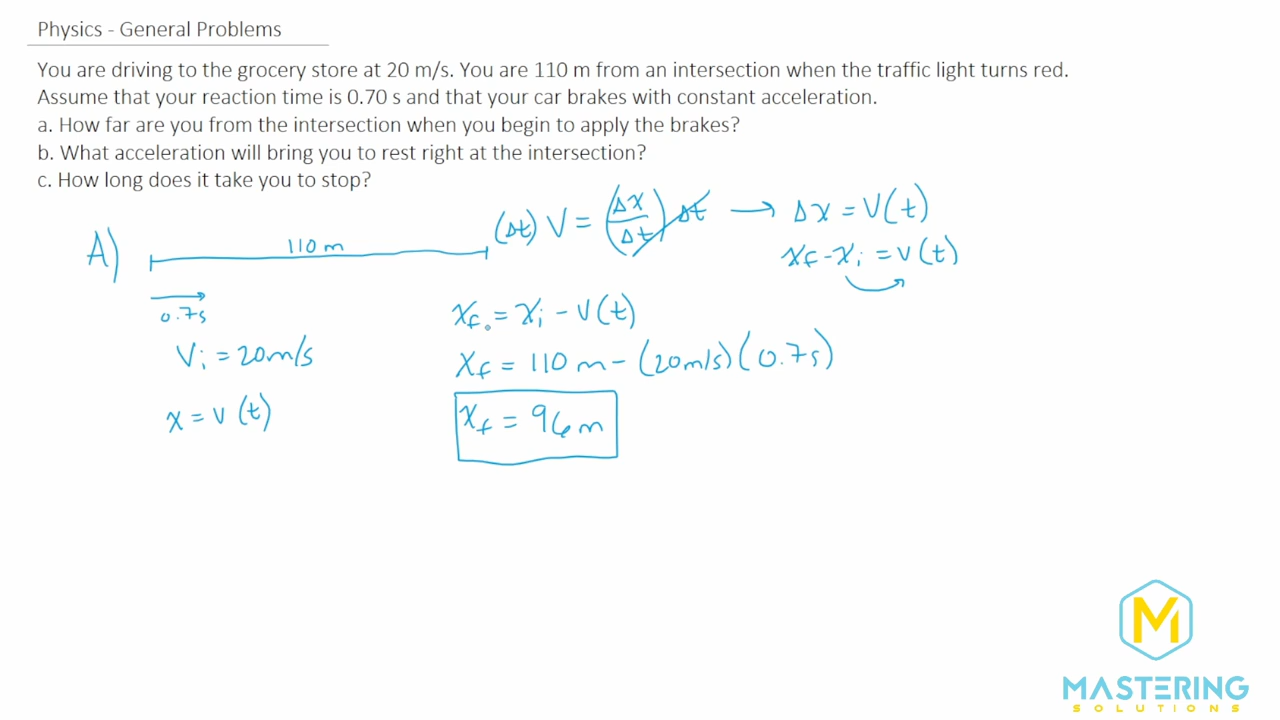 Physics - General Problems
You are driving to the grocery store at 20 m/s. You are 110 m from an intersection when the traffic light turns red.
Assume that your reaction time is 0.70 s and that your car brakes with constant acceleration.
a. How far are you from the intersection when you begin to apply the brakes?
b. What acceleration will bring you to rest right at the intersection?
c. How long does it take you to stop?
(Δt) V = (Δx/Δt) Δt → Δx = V(t)
A) 110 m
xf - xi = v(t)
0.7s
xf = xi - v(t)
Vi = 20m/s
xf = 110 m - (20m/s)(0.7s)
x = v(t)
xf = 96m
M
MASTERING
SOLUTIONS